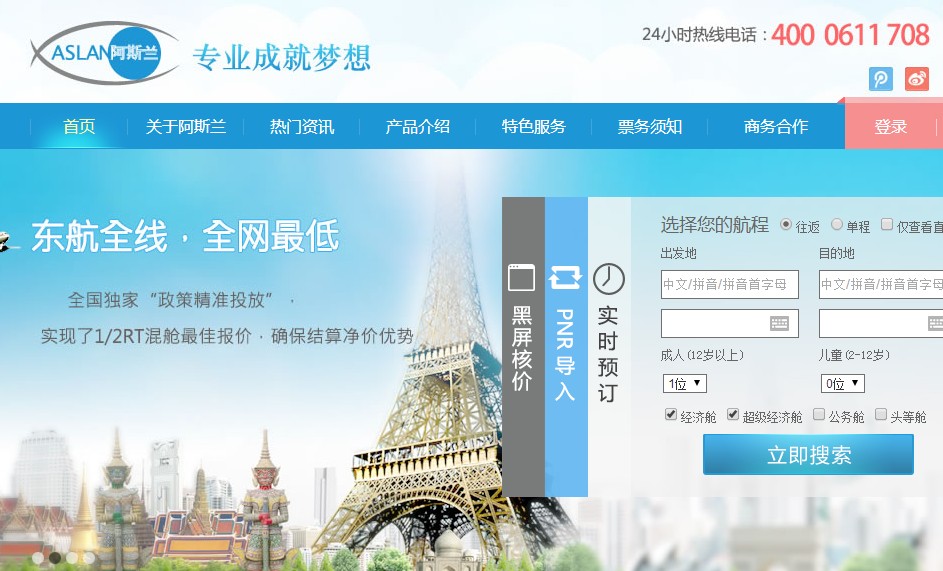 ASLAN阿斯兰
专业成就梦想
24小时热线电话：400 0611 708
首页 关于阿斯兰 热门资讯 产品介绍 特色服务 票务须知 商务合作 登录
东航全线，全网最低
全国独家“政策精准投放”，
实现了1/2RT混舱最佳报价，确保结算净价优势
黑屏核价
PNR 导入
实时预订
选择您的航程 往返 单程 仅查看直
出发地 目的地
中文/拼音/拼音首字母 中文/拼音/拼音首字母
成人(12岁以上) 儿童(2-12岁)
1位 0位
经济舱 超级经济舱 公务舱 头等舱
立即搜索